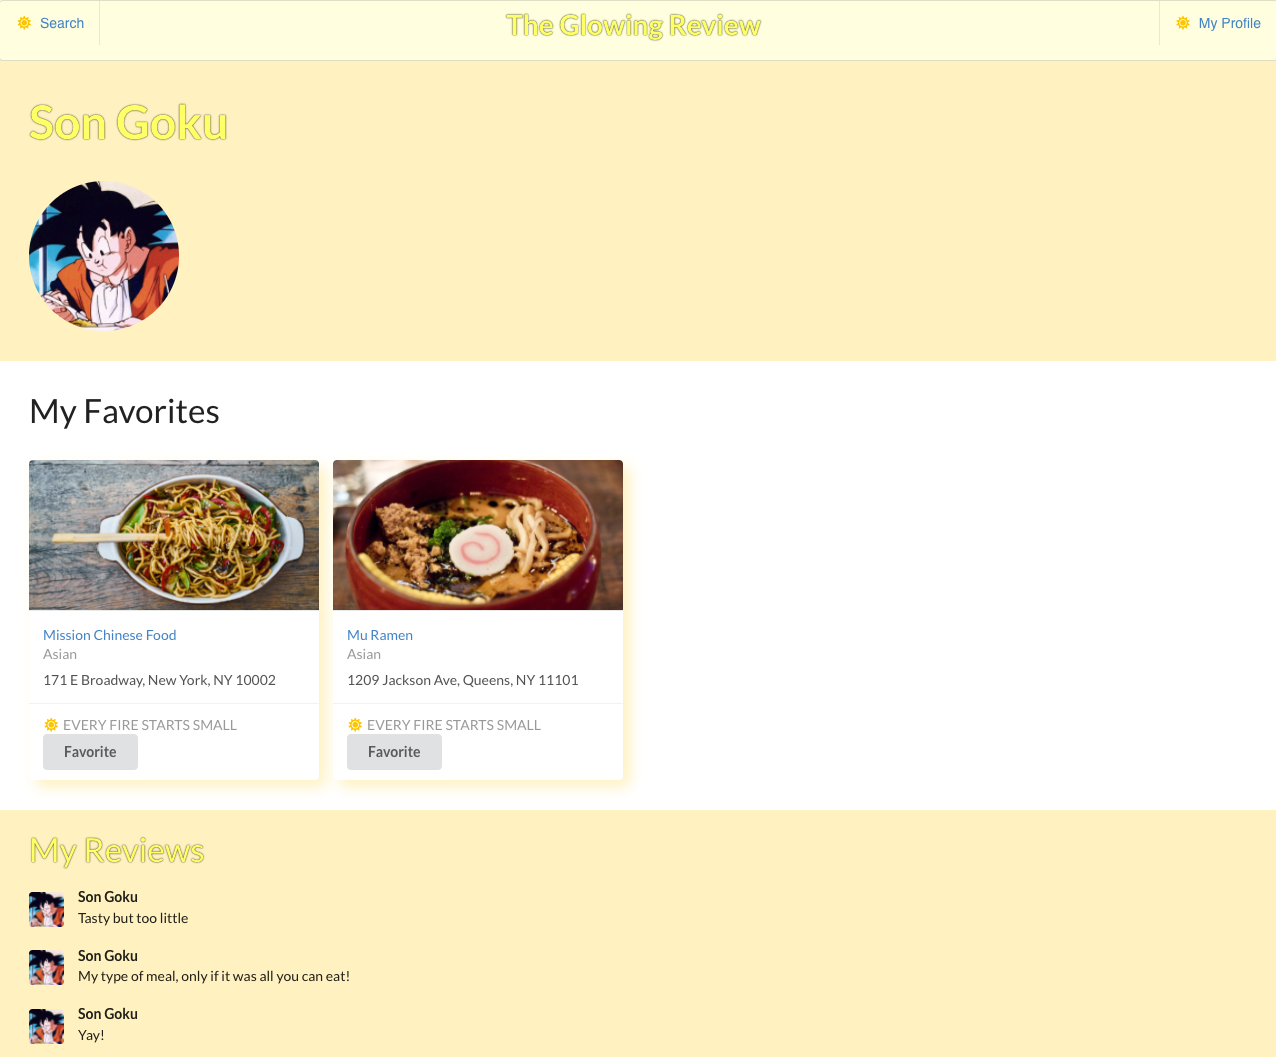 Search
The Glowing Review
My Profile
Son Goku
My Favorites
Mission Chinese Food
Asian
171 E Broadway, New York, NY 10002
EVERY FIRE STARTS SMALL
Favorite
Mu Ramen
Asian
1209 Jackson Ave, Queens, NY 11101
EVERY FIRE STARTS SMALL
Favorite
My Reviews
Son Goku
Tasty but too little
Son Goku
My type of meal, only if it was all you can eat!
Son Goku
Yay!